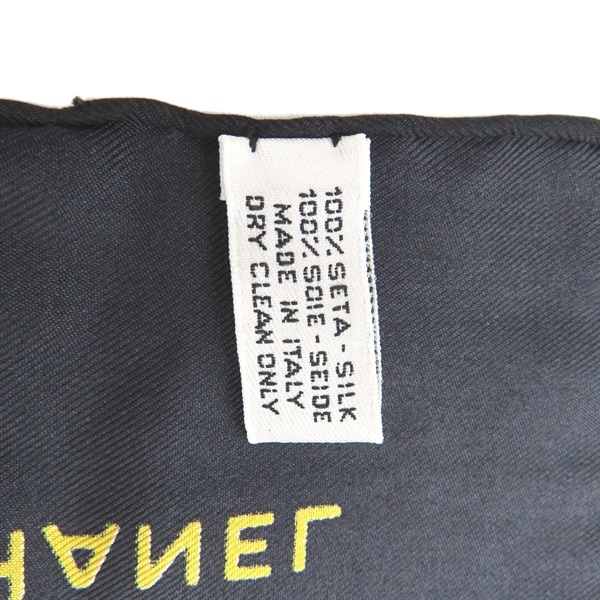 100% SETA - SILK
100% SOIE - SEIDE
MADE IN ITALY
DRY CLEAN ONLY
HANEL